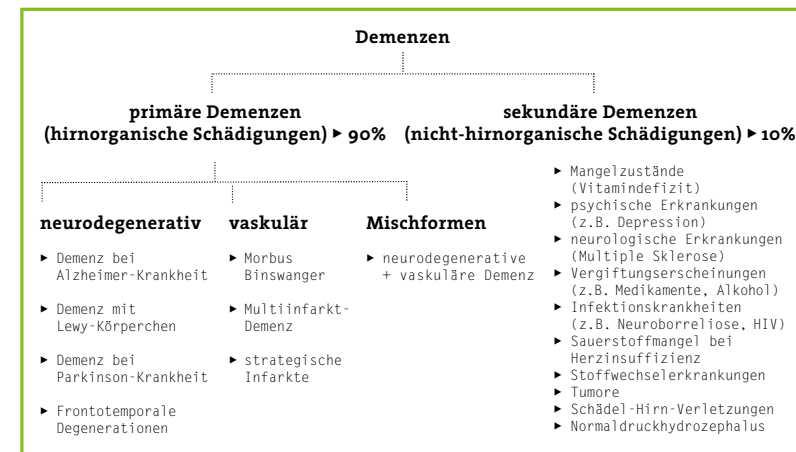 Demenzen
primäre Demenzen
(hirnorganische Schädigungen) ▸ 90%
sekundäre Demenzen
(nicht-hirnorganische Schädigungen) ▸ 10%
neurodegenerativ
▸ Demenz bei
Alzheimer-Krankheit
▸ Demenz mit
Lewy-Körperchen
▸ Demenz bei
Parkinson-Krankheit
▸ Frontotemporale
Degenerationen
vaskulär
▸ Morbus
Binswanger
▸ Multiinfarkt-
Demenz
▸ strategische
Infarkte
Mischformen
▸ neurodegenerative
+ vaskuläre Demenz
▸ Mangelzustände
(Vitamindefizit)
▸ psychische Erkrankungen
(z.B. Depression)
▸ neurologische Erkrankungen
(Multiple Sklerose)
▸ Vergiftungserscheinungen
(z.B. Medikamente, Alkohol)
▸ Infektionskrankheiten
(z.B. Neuroborreliose, HIV)
▸ Sauerstoffmangel bei
Herzinsuffizienz
▸ Stoffwechselerkrankungen
▸ Tumore
▸ Schädel-Hirn-Verletzungen
▸ Normaldruckhydrozephalus